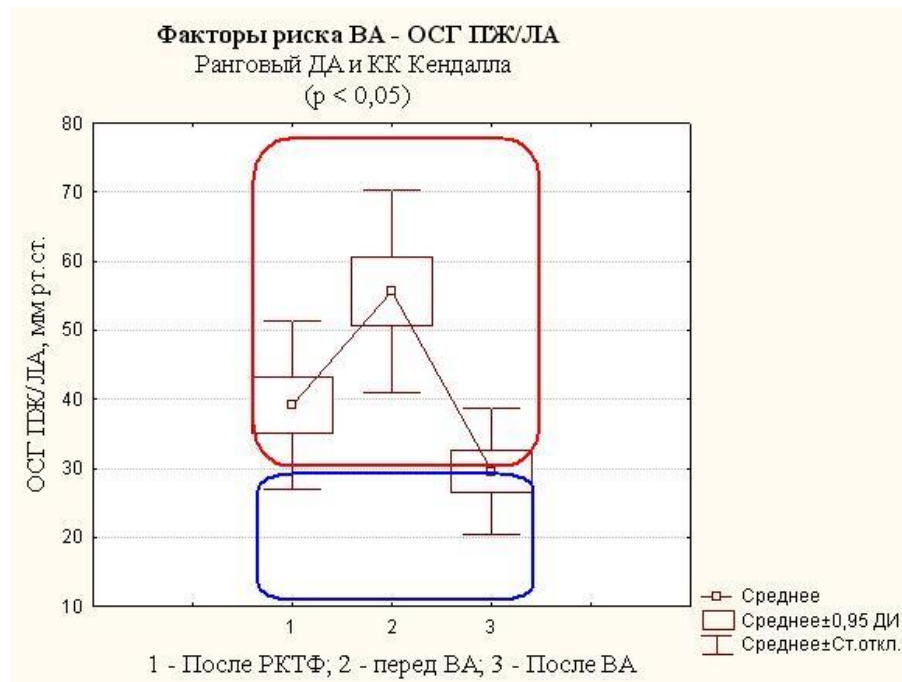 Факторы риска ВА - ОСГ ПЖ/ЛА
Ранговый ДА и КК Кендалла
(p < 0,05)
ОСГ ПЖ/ЛА, мм рт.ст.
80
70
60
50
40
30
20
10
1
2
3
1 - После РКТФ; 2 - перед ВА; 3 - После ВА
Среднее
Среднее±0,95 ДИ
Среднее±Ст.откл.